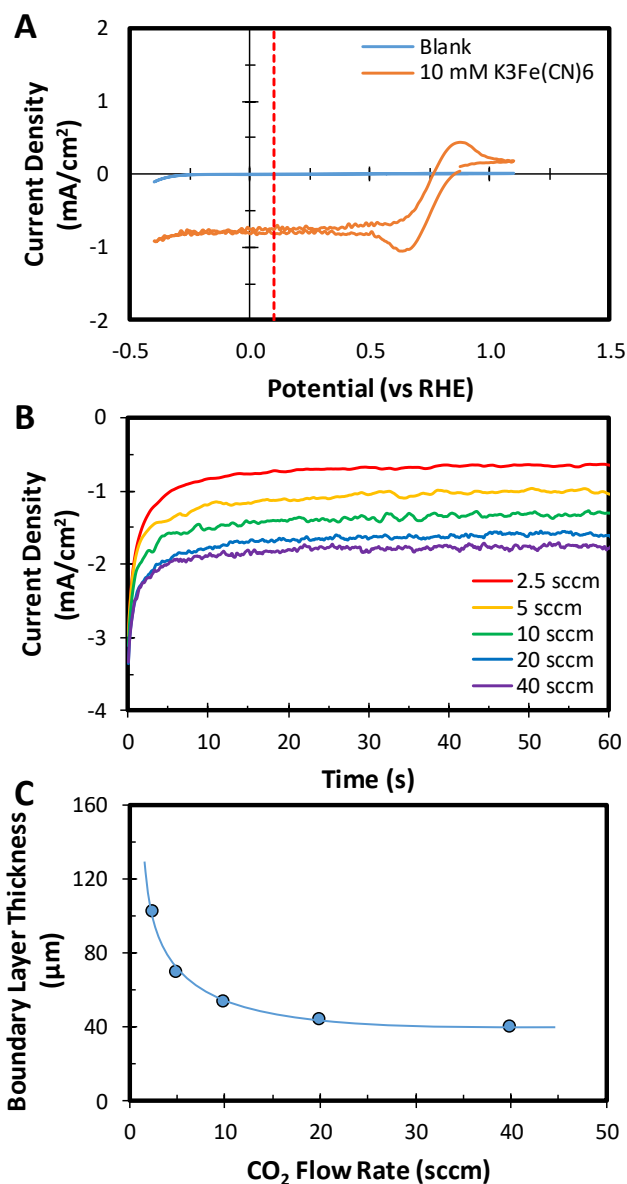 A
2
1
0
-1
-2
Current Density
(mA/cm²)
Blank
10 mM K3Fe(CN)6
-0.5
0.0
0.5
1.0
1.5
Potential (vs RHE)
B
0
-1
-2
-3
-4
Current Density
(mA/cm²)
2.5 sccm
5 sccm
10 sccm
20 sccm
40 sccm
0
10
20
30
40
50
60
Time (s)
C
160
120
80
40
0
Boundary Layer Thickness
(μm)
0
10
20
30
40
50
CO₂ Flow Rate (sccm)